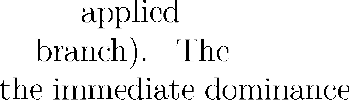 applied
branch). The
the immediate dominance